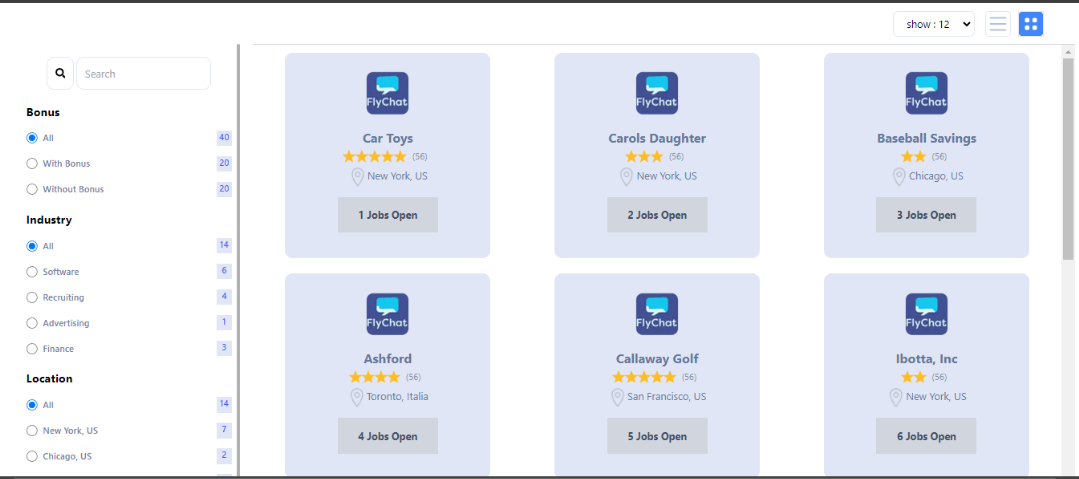 show : 12
Search
Bonus
All 40
With Bonus 20
Without Bonus 20
Industry
All 14
Software 6
Recruiting 4
Advertising 1
Finance 3
Location
All 14
New York, US 7
Chicago, US 2
FlyChat
Car Toys
(56)
New York, US
1 Jobs Open
FlyChat
Carols Daughter
(56)
New York, US
2 Jobs Open
FlyChat
Baseball Savings
(56)
Chicago, US
3 Jobs Open
FlyChat
Ashford
(56)
Toronto, Italia
4 Jobs Open
FlyChat
Callaway Golf
(56)
San Francisco, US
5 Jobs Open
FlyChat
Ibotta, Inc
(56)
New York, US
6 Jobs Open